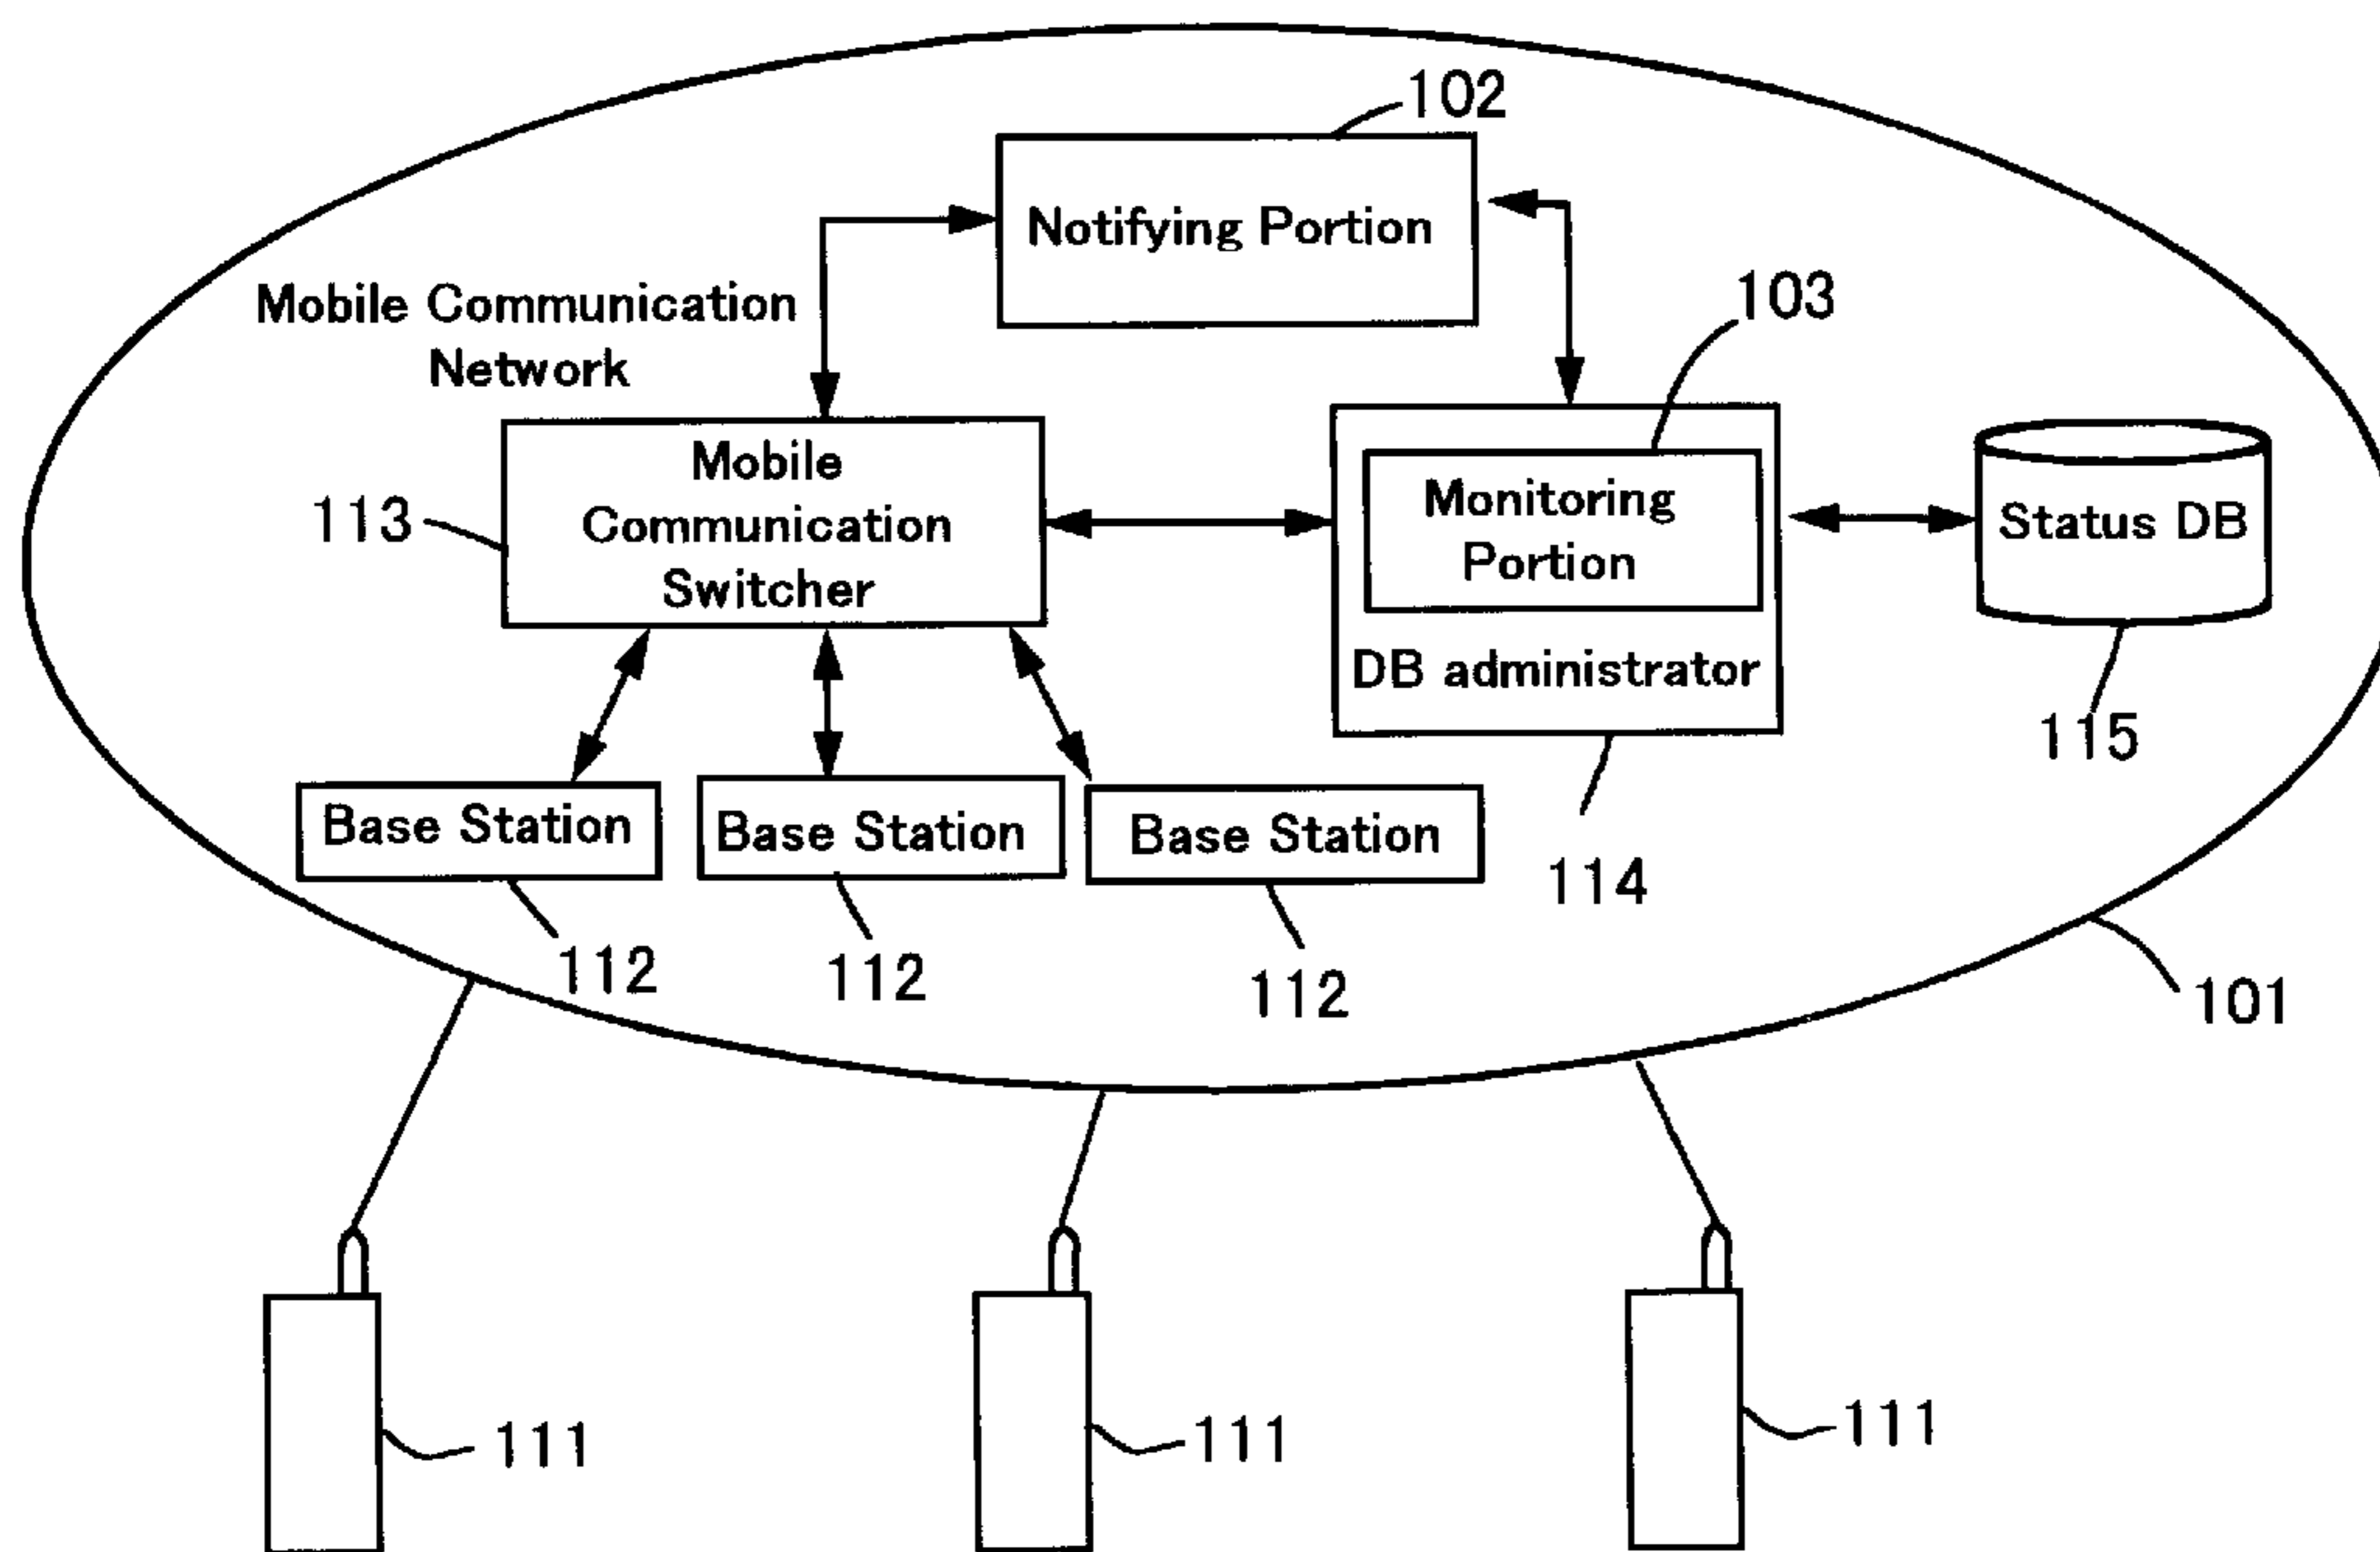 102
Notifying Portion
Mobile Communication
Network
103
113
Mobile
Communication
Switcher
Monitoring
Portion
DB administrator
Status DB
115
114
Base Station
Base Station
Base Station
112
112
112
101
111
111
111